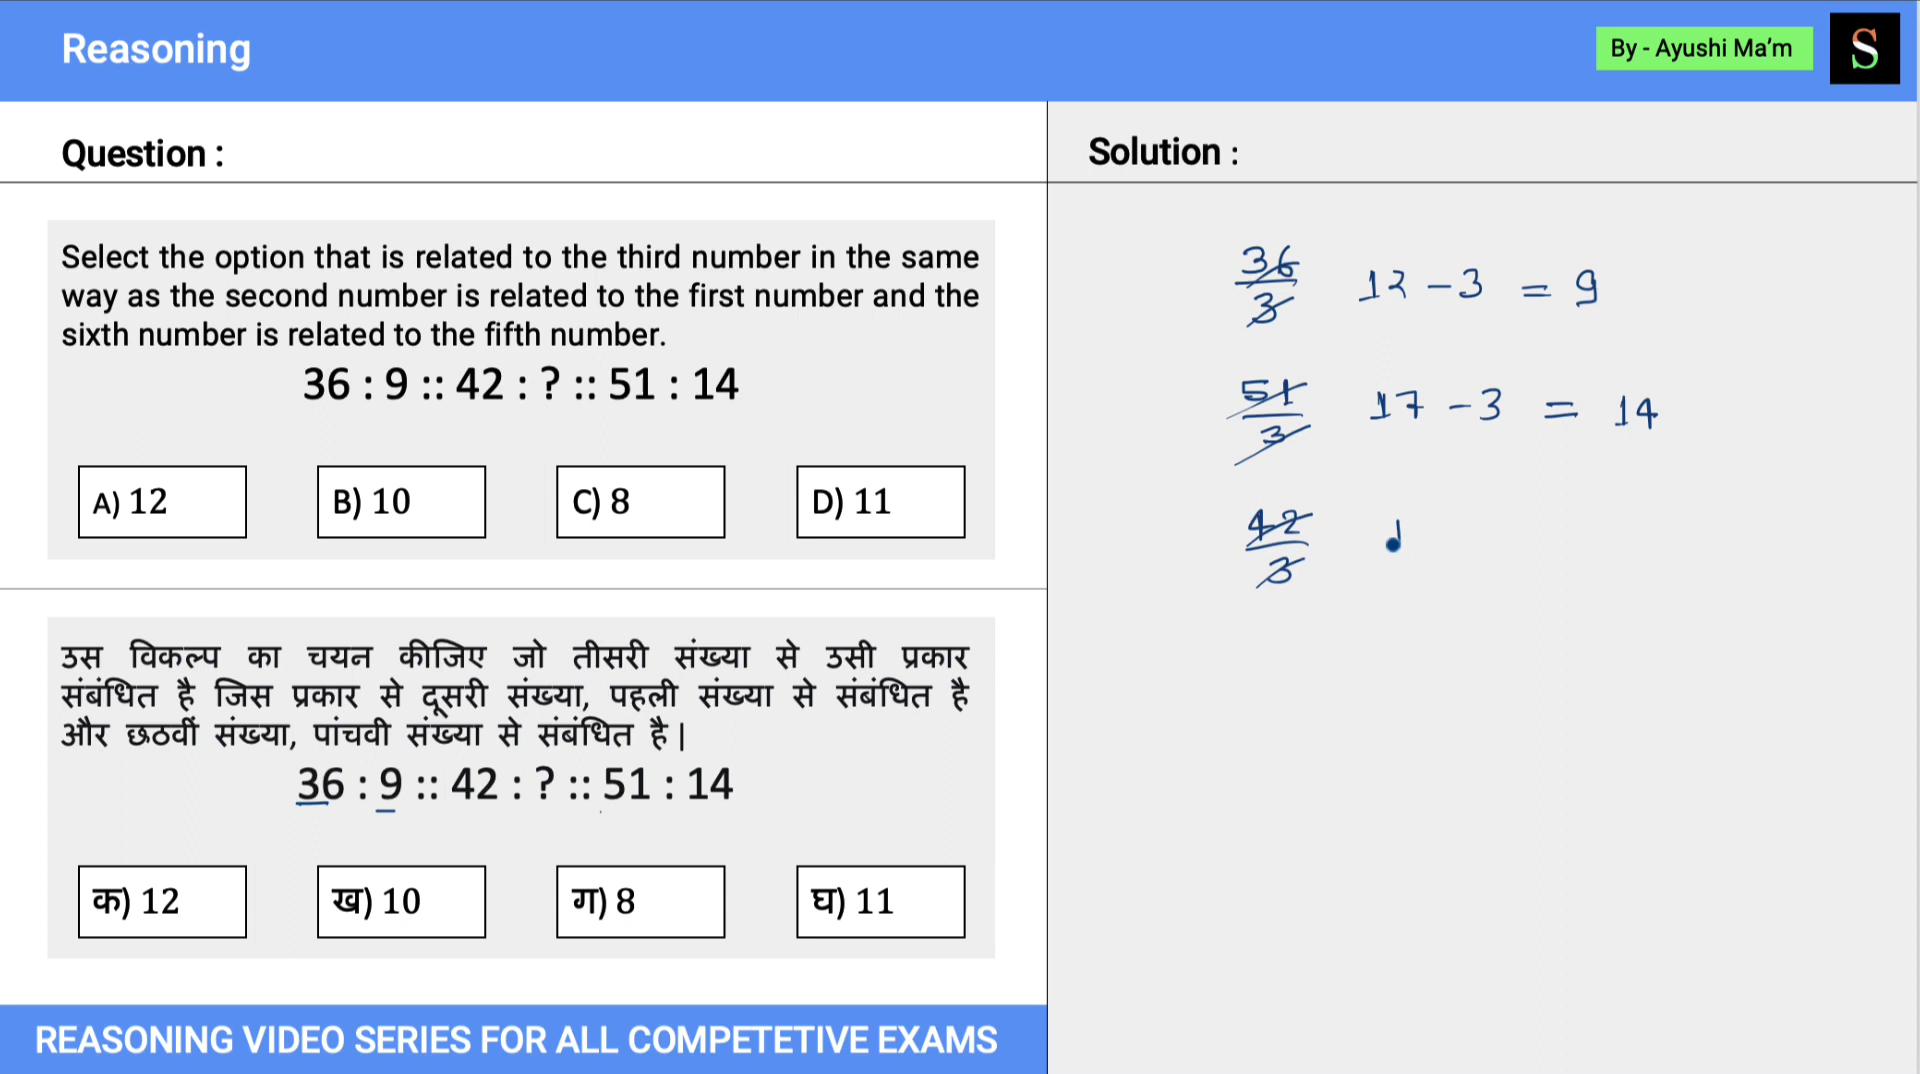 Reasoning
By - Ayushi Ma’m
S
Question :
Select the option that is related to the third number in the same
way as the second number is related to the first number and the
sixth number is related to the fifth number.
36 : 9 :: 42 : ? :: 51 : 14
A) 12
B) 10
C) 8
D) 11
उस विकल्प का चयन कीजिए जो तीसरी संख्या से उसी प्रकार
संबंधित है जिस प्रकार से दूसरी संख्या, पहली संख्या से संबंधित है
और छठवीं संख्या, पांचवी संख्या से संबंधित है |
36 : 9 :: 42 : ? :: 51 : 14
क) 12
ख) 10
ग) 8
घ) 11
REASONING VIDEO SERIES FOR ALL COMPETETIVE EXAMS
Solution :
36/3 12 - 3 = 9
51/3 17 - 3 = 14
42/3